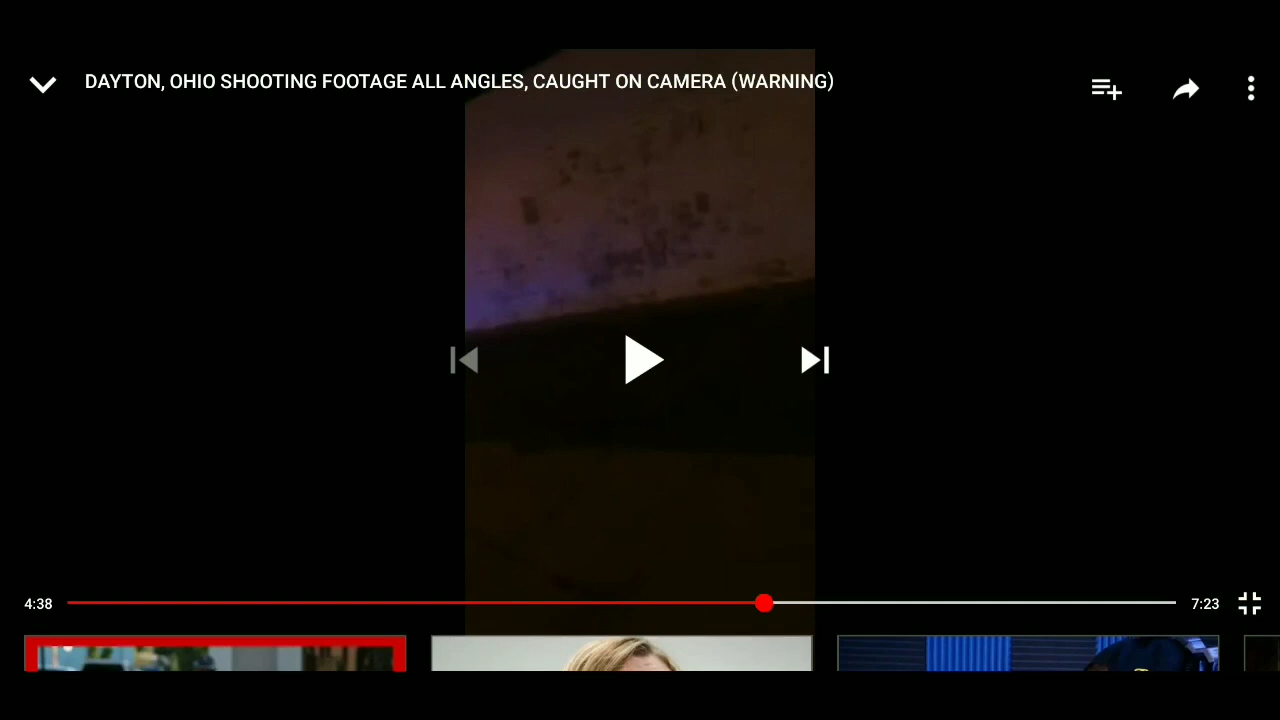 DAYTON, OHIO SHOOTING FOOTAGE ALL ANGLES, CAUGHT ON CAMERA (WARNING)
4:38
7:23